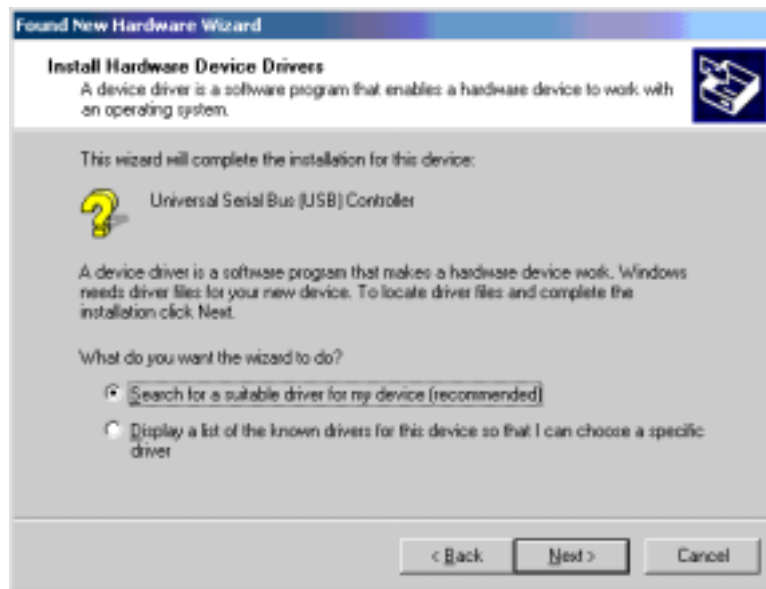 Found New Hardware Wizard
Install Hardware Device Drivers
A device driver is a software program that enables a hardware device to work with
an operating system.
This wizard will complete the installation for this device:
Universal Serial Bus (USB) Controller
A device driver is a software program that makes a hardware device work. Windows
needs driver files for your new device. To locate driver files and complete the
installation click Next.
What do you want the wizard to do?
Search for a suitable driver for my device (recommended)
Display a list of the known drivers for this device so that I can choose a specific
driver
< Back Next > Cancel